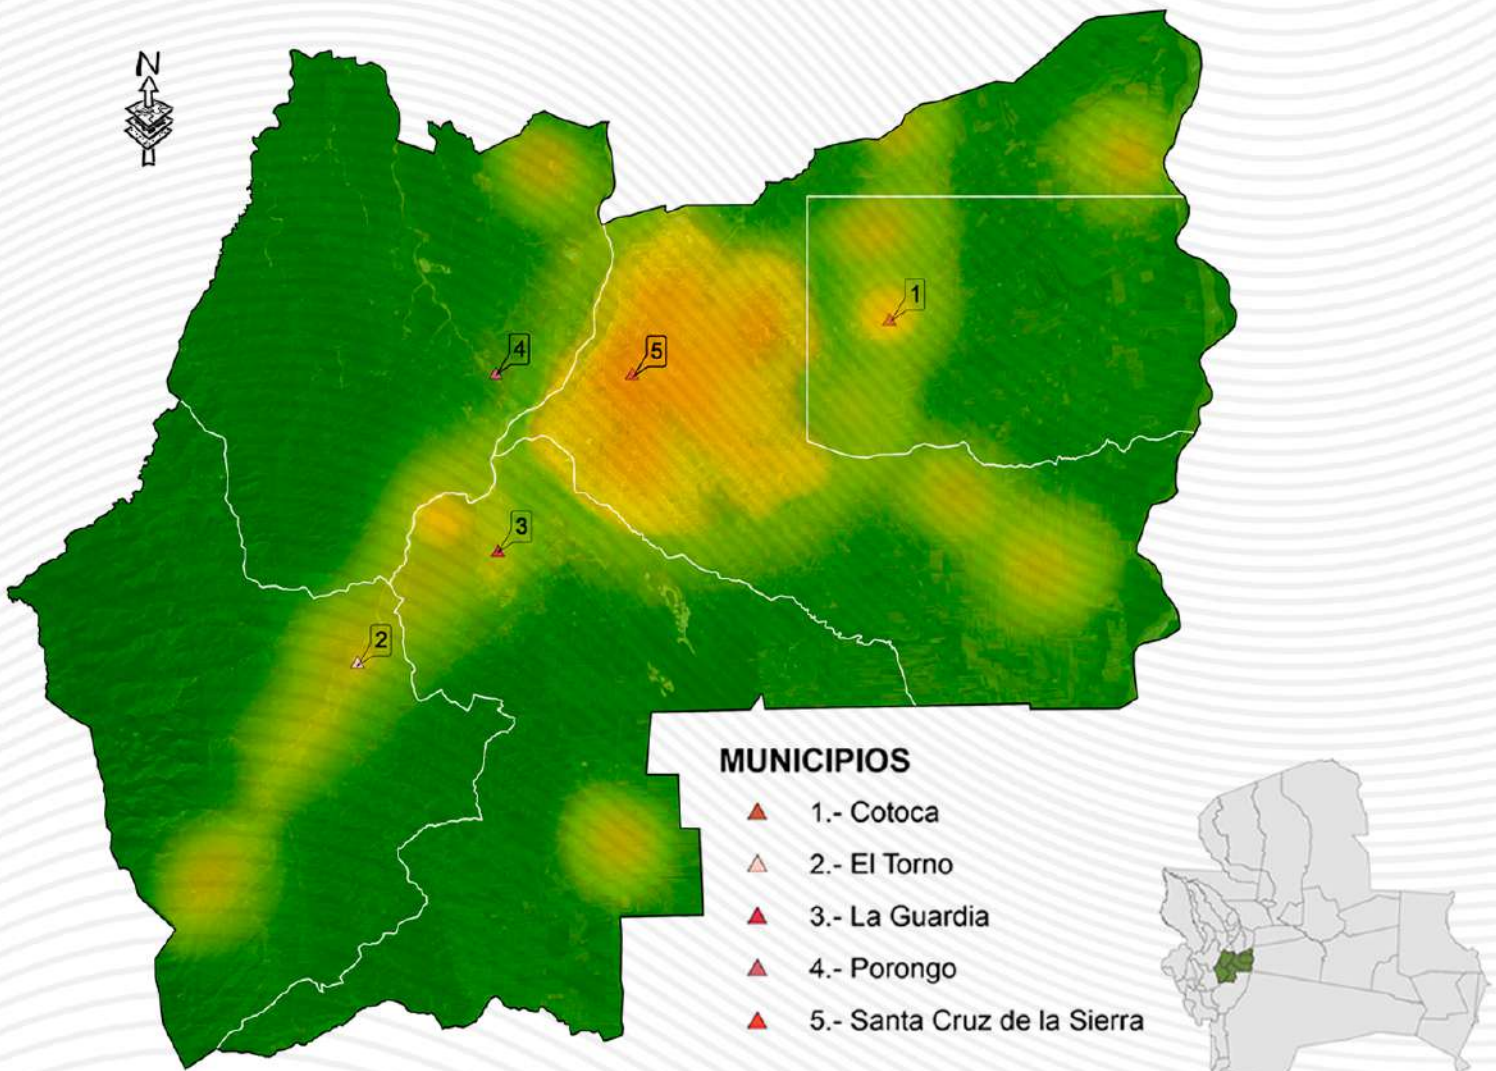 N
1
4
5
3
2
MUNICIPIOS
1.- Cotoca
2.- El Torno
3.- La Guardia
4.- Porongo
5.- Santa Cruz de la Sierra